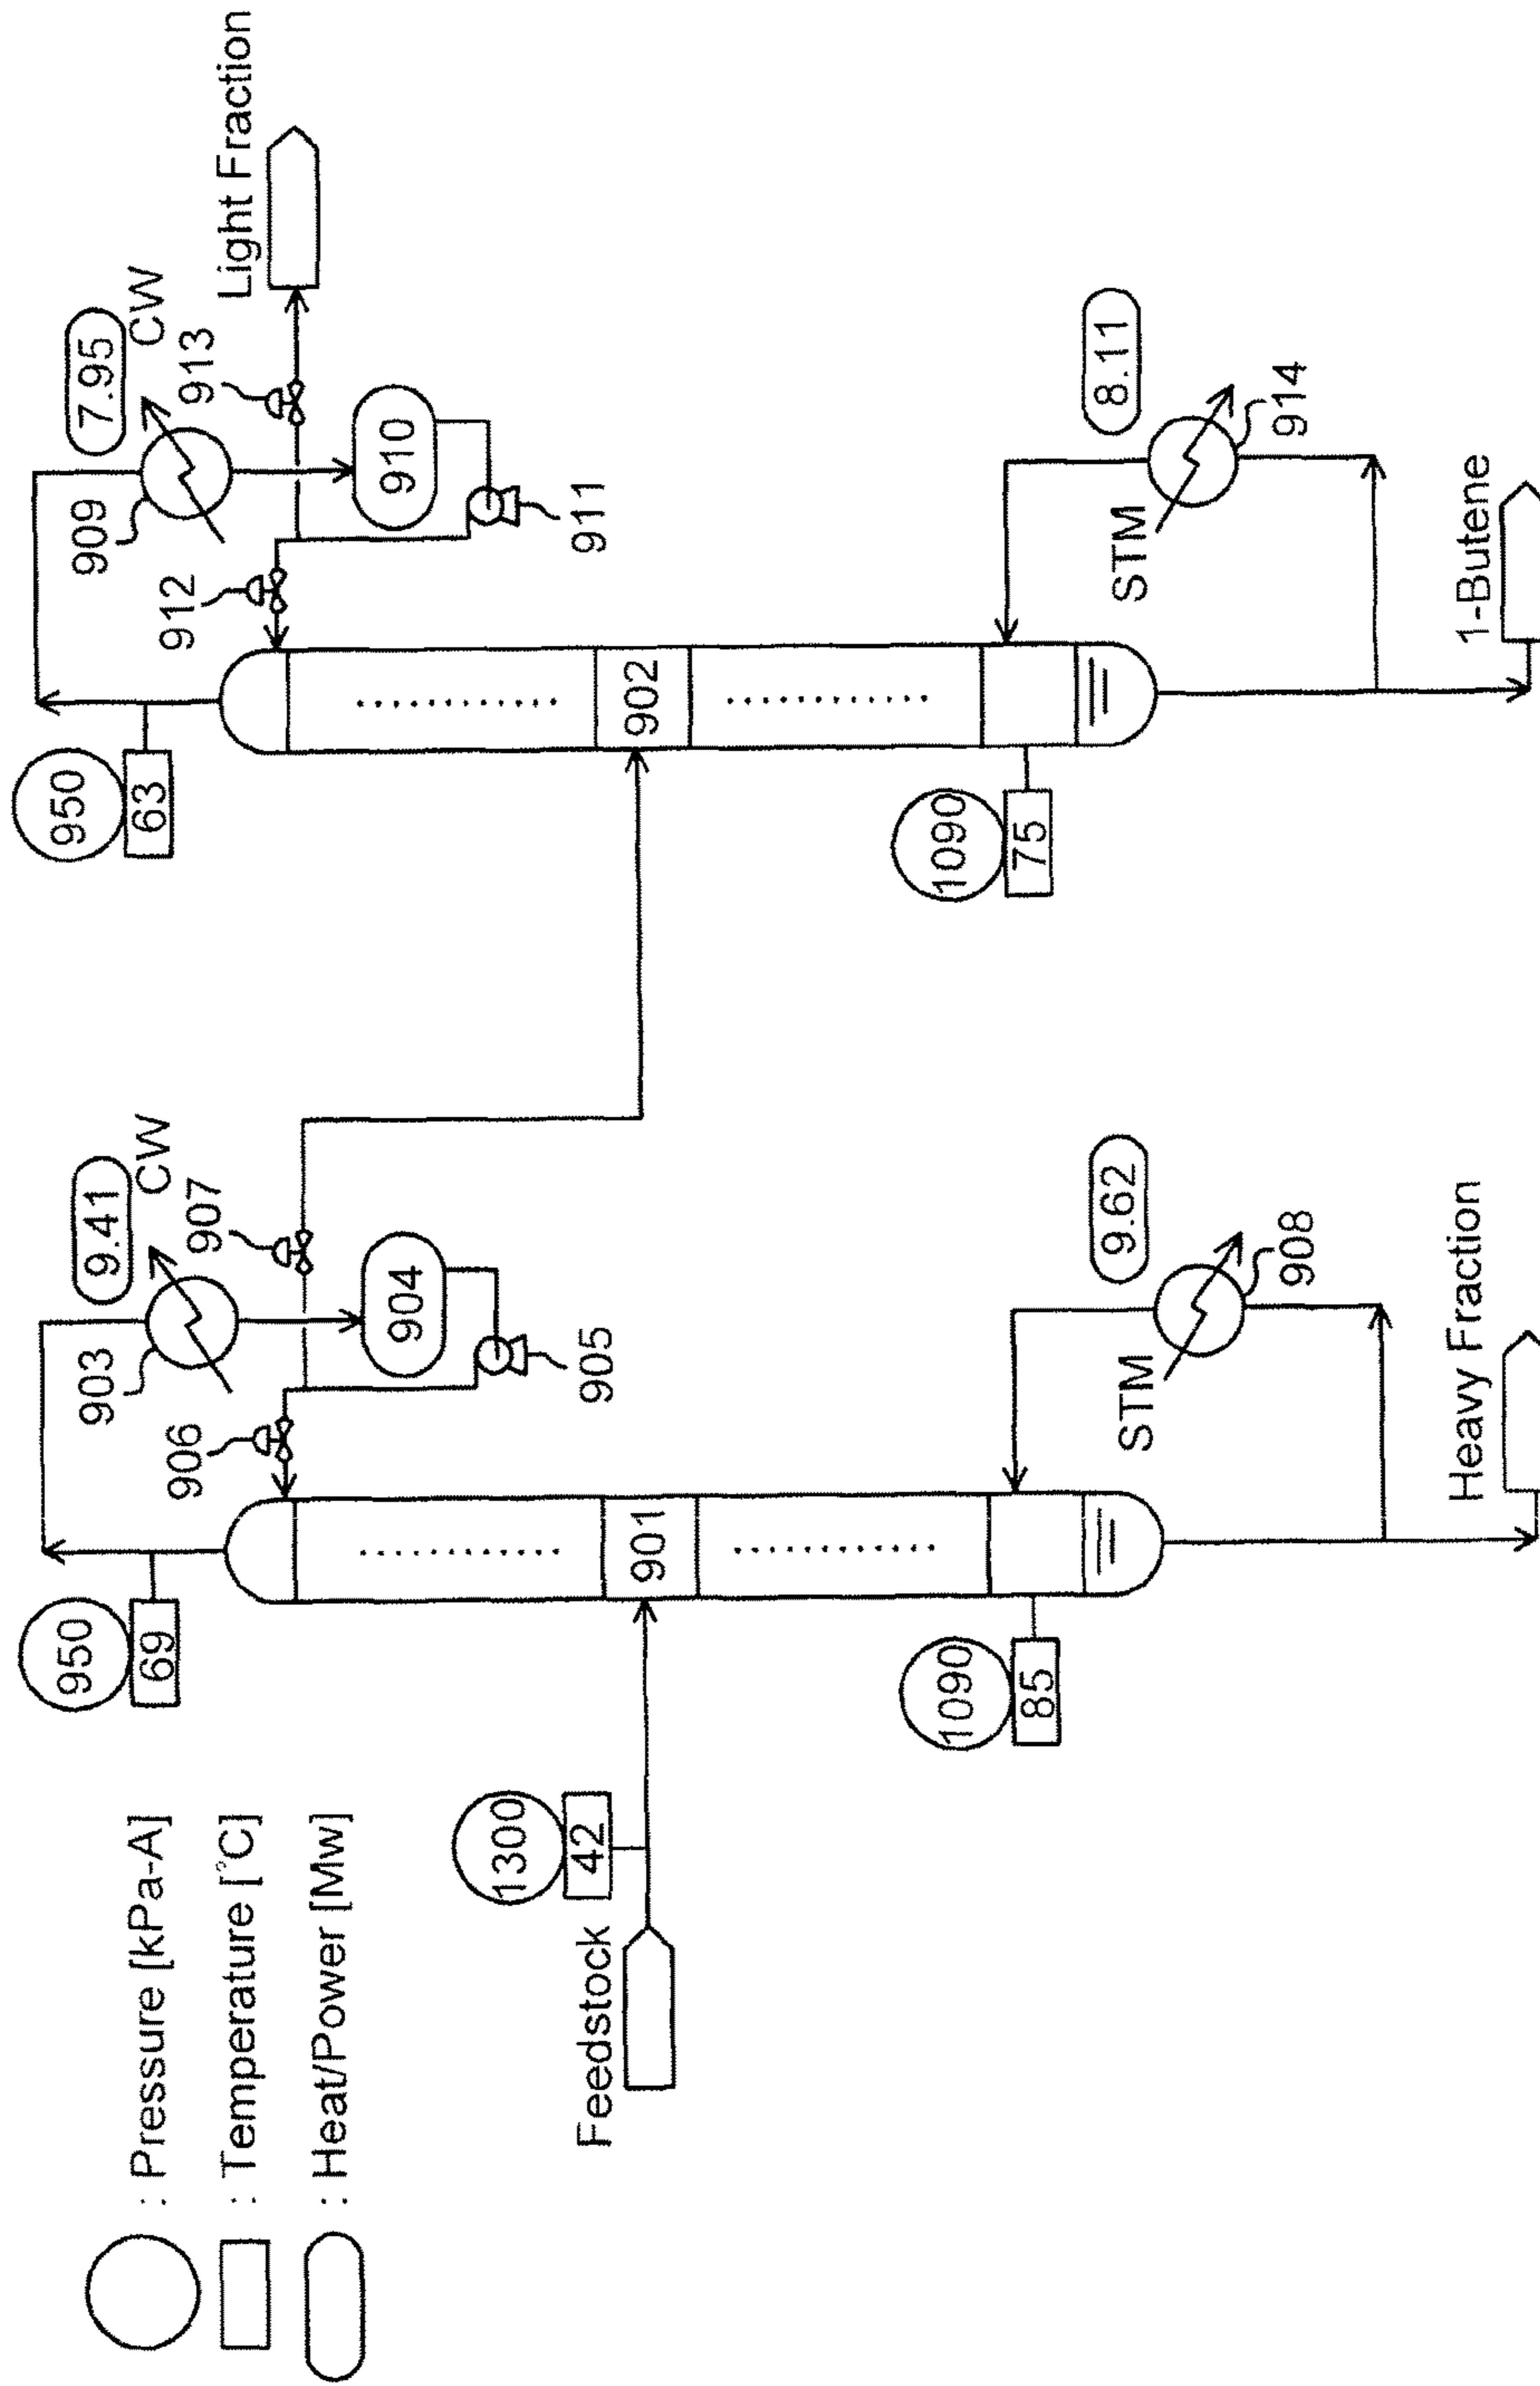 : Pressure [kPa-A]
: Temperature [°C]
: Heat/Power [Mw]
950
69
903
9.41
CW
906
907
904
905
1300
42
Feedstock
901
1090
85
STM
9.62
908
Heavy Fraction
950
63
909
7.95
CW
912
913
Light Fraction
910
911
902
1090
75
STM
8.11
914
1-Butene